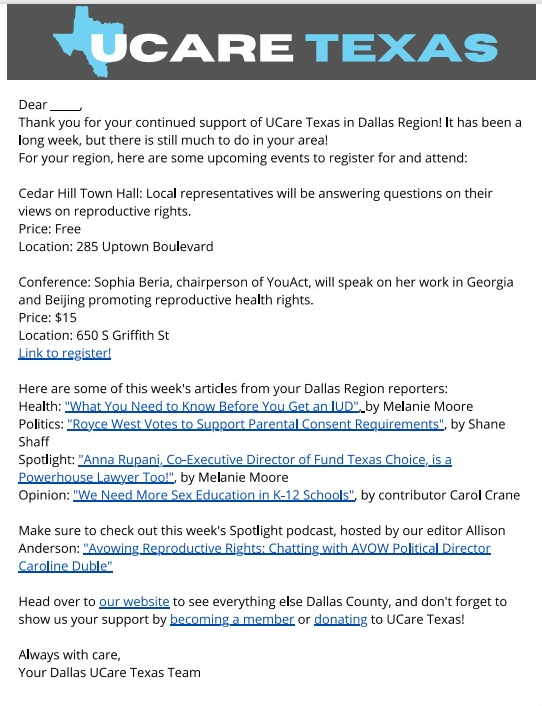 UCARE TEXAS
Dear _____,
Thank you for your continued support of UCare Texas in Dallas Region! It has been a
long week, but there is still much to do in your area!
For your region, here are some upcoming events to register for and attend:
Cedar Hill Town Hall: Local representatives will be answering questions on their
views on reproductive rights.
Price: Free
Location: 285 Uptown Boulevard
Conference: Sophia Beria, chairperson of YouAct, will speak on her work in Georgia
and Beijing promoting reproductive health rights.
Price: $15
Location: 650 S Griffith St
Link to register!
Here are some of this week's articles from your Dallas Region reporters:
Health: "What You Need to Know Before You Get an IUD", by Melanie Moore
Politics: "Royce West Votes to Support Parental Consent Requirements", by Shane
Shaff
Spotlight: "Anna Rupani, Co-Executive Director of Fund Texas Choice, is a
Powerhouse Lawyer Too!", by Melanie Moore
Opinion: "We Need More Sex Education in K-12 Schools", by contributor Carol Crane
Make sure to check out this week's Spotlight podcast, hosted by our editor Allison
Anderson: "Avowing Reproductive Rights: Chatting with AVOW Political Director
Caroline Duble"
Head over to our website to see everything else Dallas County, and don't forget to
show us your support by becoming a member or donating to UCare Texas!
Always with care,
Your Dallas UCare Texas Team